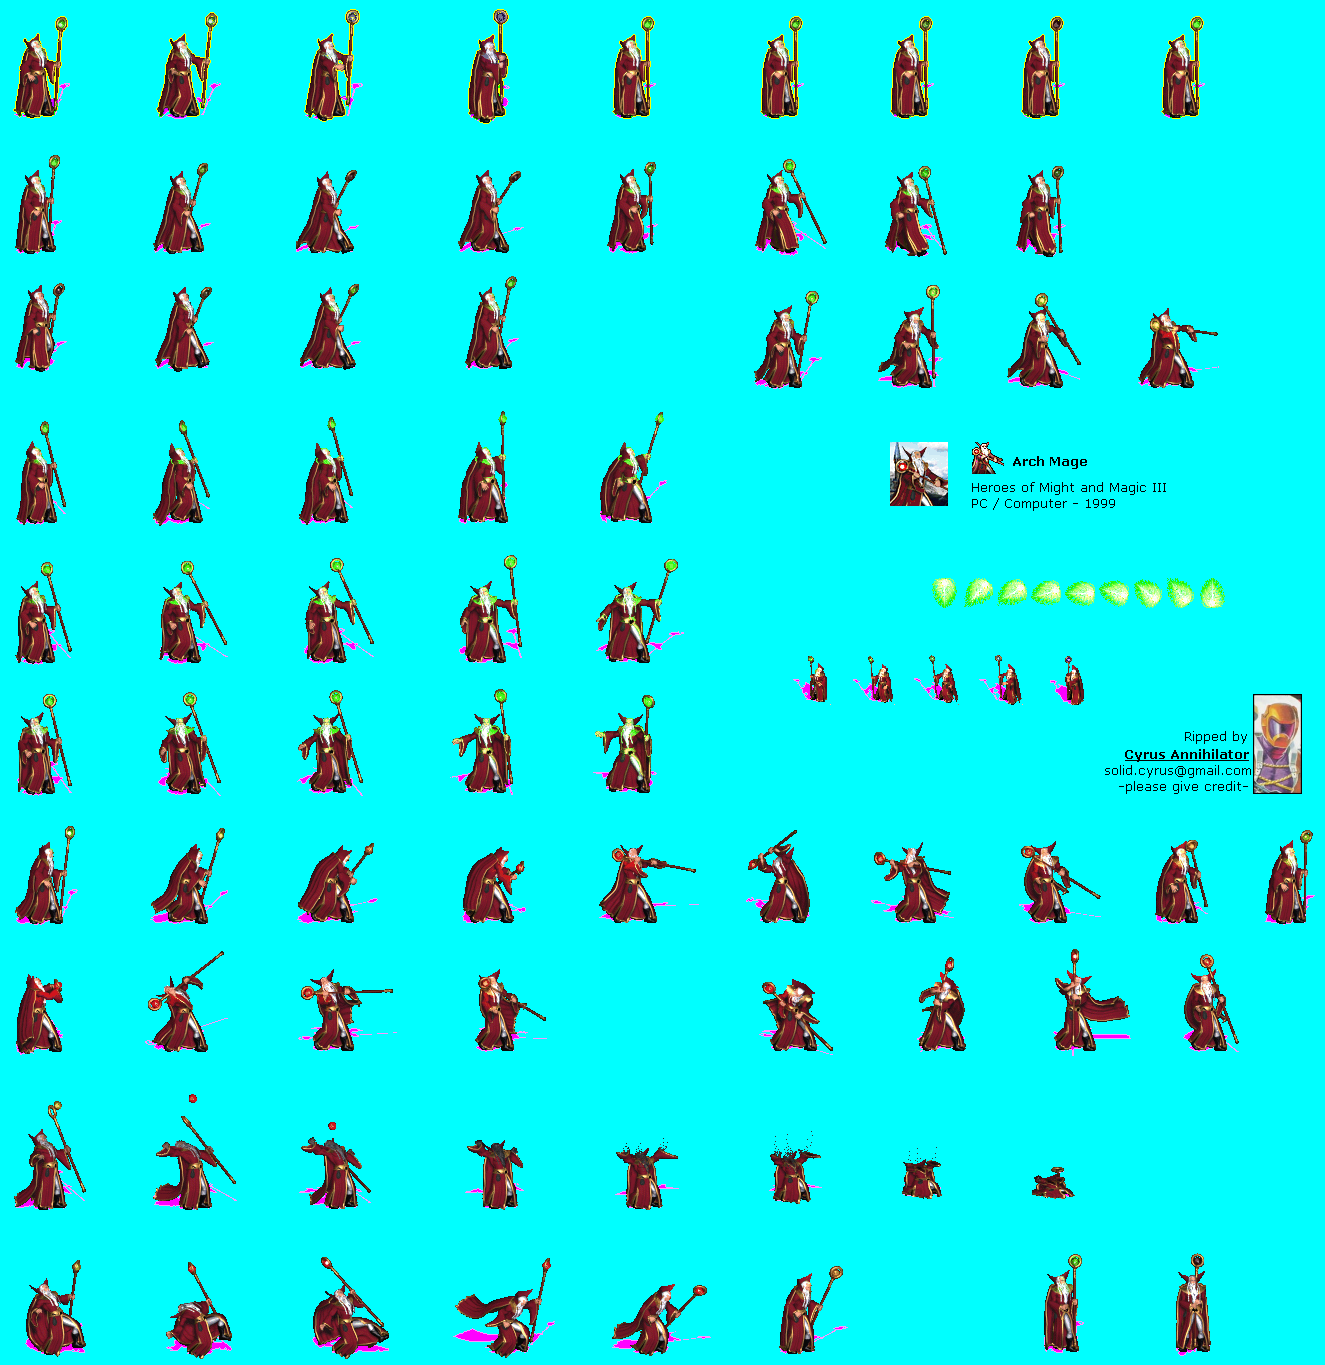 Arch Mage
Heroes of Might and Magic III
PC / Computer - 1999
Ripped by
Cyrus Annihilator
solid.cyrus@gmail.com
-please give credit-